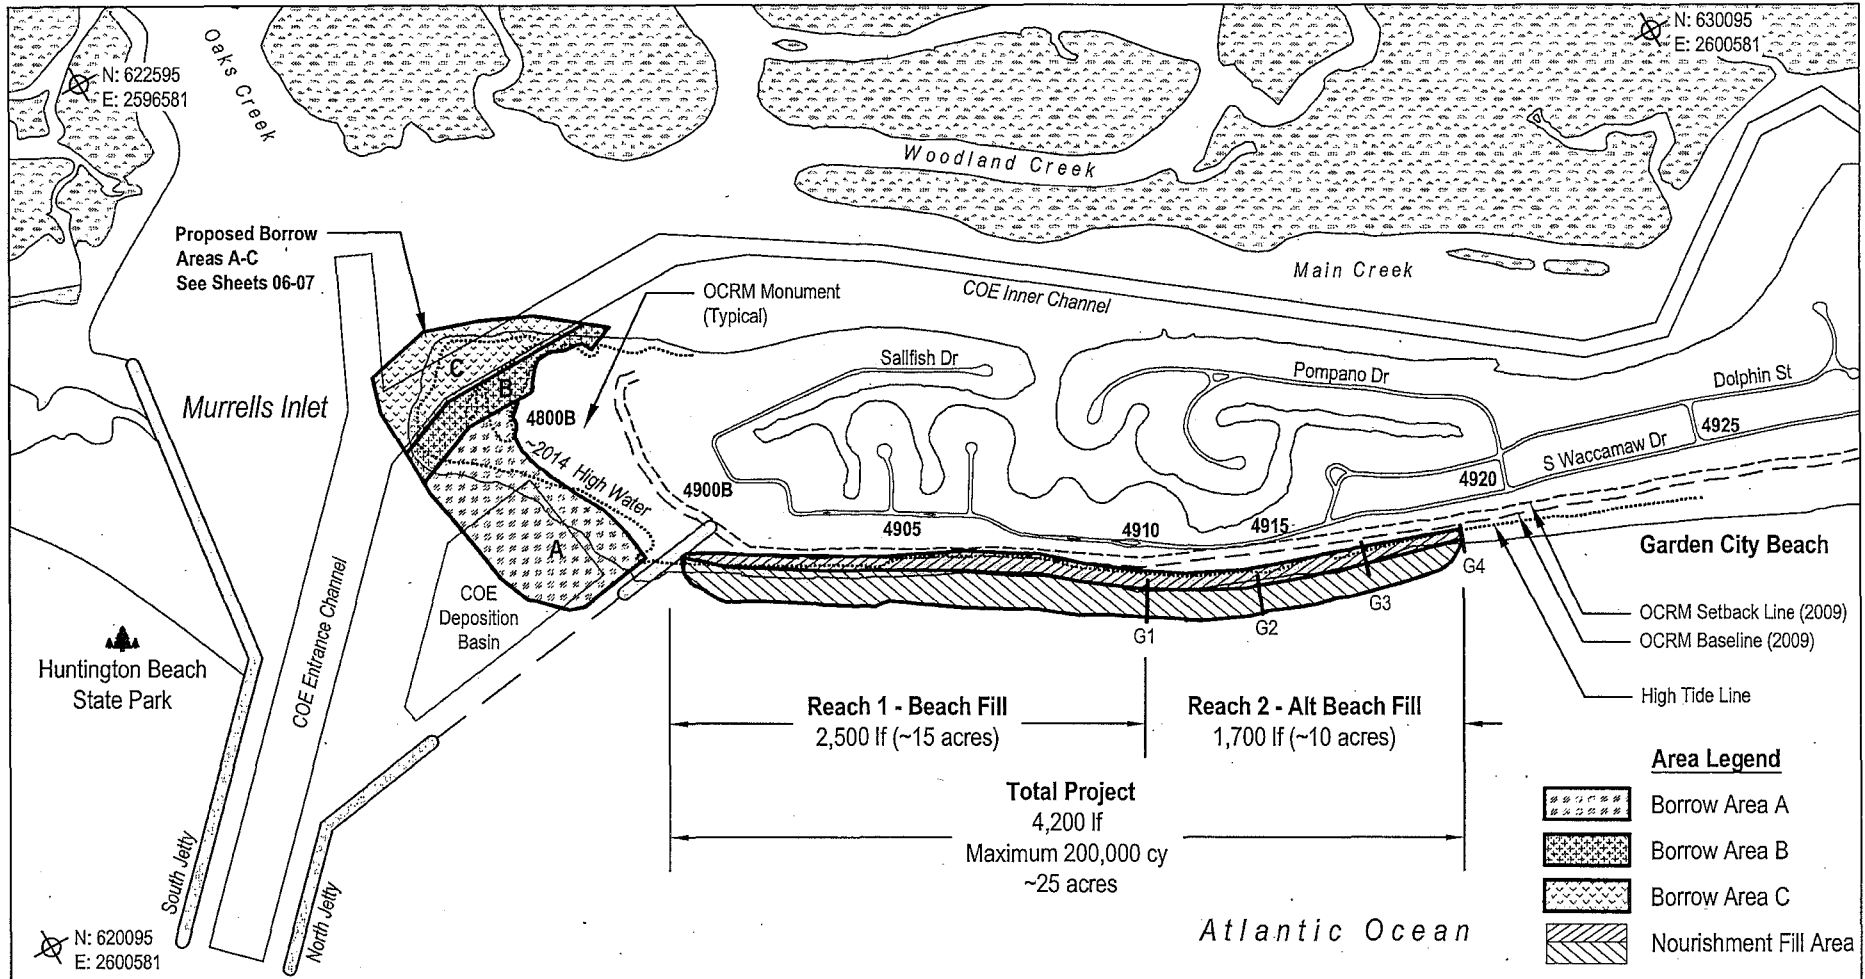 N: 622595
E: 2596581
Oaks Creek
N: 630095
E: 2600581
Woodland Creek
Main Creek
Proposed Borrow
Areas A-C
See Sheets 06-07
OCRM Monument
(Typical)
COE Inner Channel
Sailfish Dr
Pompano Dr
Dolphin St
Murrells Inlet
C
B
A
4800B
~2014 High Water
4900B
4905
4910
4915
4920
4925
S Waccamaw Dr
Garden City Beach
G1
G2
G3
G4
OCRM Setback Line (2009)
OCRM Baseline (2009)
High Tide Line
COE
Deposition
Basin
COE Entrance Channel
Huntington Beach
State Park
South Jetty
North Jetty
Reach 1 - Beach Fill
2,500 lf (~15 acres)
Reach 2 - Alt Beach Fill
1,700 lf (~10 acres)
Total Project
4,200 lf
Maximum 200,000 cy
~25 acres
Atlantic Ocean
N: 620095
E: 2600581
Area Legend
Borrow Area A
Borrow Area B
Borrow Area C
Nourishment Fill Area